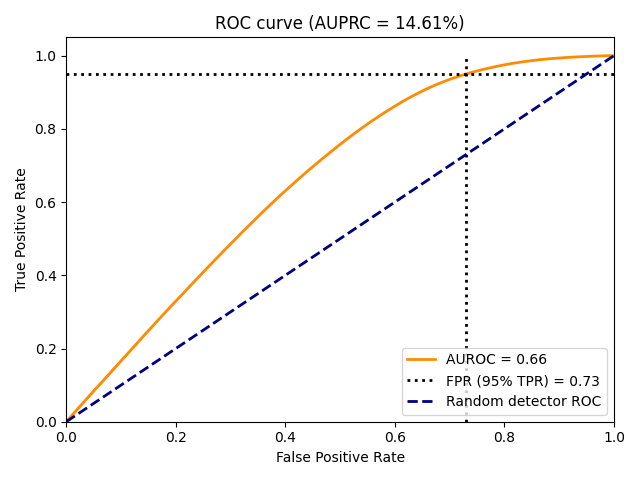 ROC curve (AUPRC = 14.61%)
True Positive Rate
1.0
0.8
0.6
0.4
0.2
0.0
AUROC = 0.66
FPR (95% TPR) = 0.73
Random detector ROC
0.0 0.2 0.4 0.6 0.8 1.0
False Positive Rate